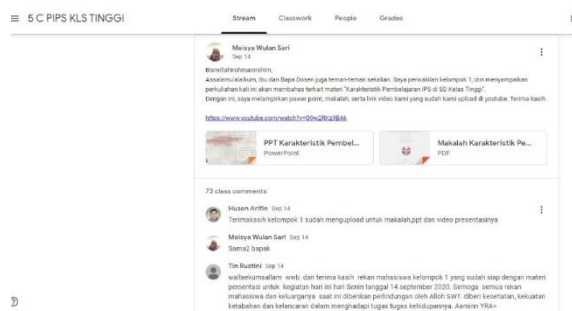 5 C PIPS KLS TINGGI
Stream Classwork People Grades
Meisya Wulan Sari
Sep 14
Bismillahirohmanirohim,
Assalamu'alaikum, Ibu dan Bapa Dosen juga teman-teman sekalian. Saya perwakilan kelompok 1, izin menyampaikan
perkuliahan kali ini akan membahas terkait materi "Karakteristik Pembelajaran IPS di SD Kelas Tinggi".
Dengan ini, saya melampirkan power point, makalah, serta link video kami yang sudah kami upload di youtube. Terima kasih.
PPT Karakteristik Pembel...
PowerPoint
Makalah Karakteristik Pe...
PDF
73 class comments
Husen Arifin Sep 14
Terimakasih kelompok 1 sudah mengupload untuk makalah,ppt dan video presentasinya
Meisya Wulan Sari Sep 14
Sama2 bapak
Tin Rustini Sep 14
wallaekumsallam wwb. dan terima kasih rekan mahasiswa kelompok 1 yang sudah siap dengan materi
persentasi untuk kegiatan hari ini hari Senin tanggal 14 september 2020. Semoga semua rekan
mahasiswa dan keluarganya saat ini diberikan perlindungan oleh Alloh SWT. diberi kesehatan, kekuatan
ketabahan dan kelancaran dalam menghadapi tugas tugas kehidupannya. Aamiinn YRA>